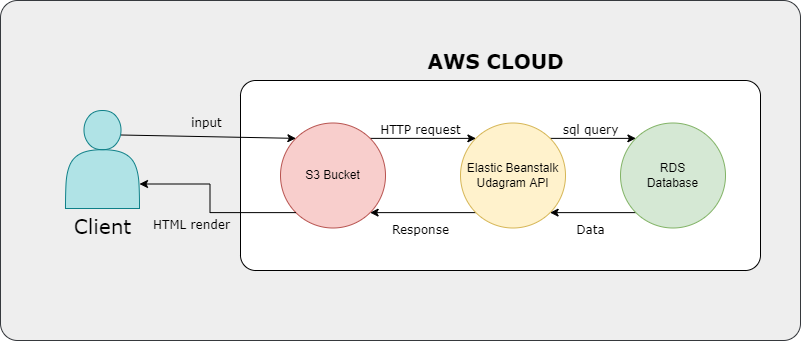 AWS CLOUD
input
HTTP request
sql query
S3 Bucket
Elastic Beanstalk
Udagram API
RDS
Database
Client
HTML render
Response
Data